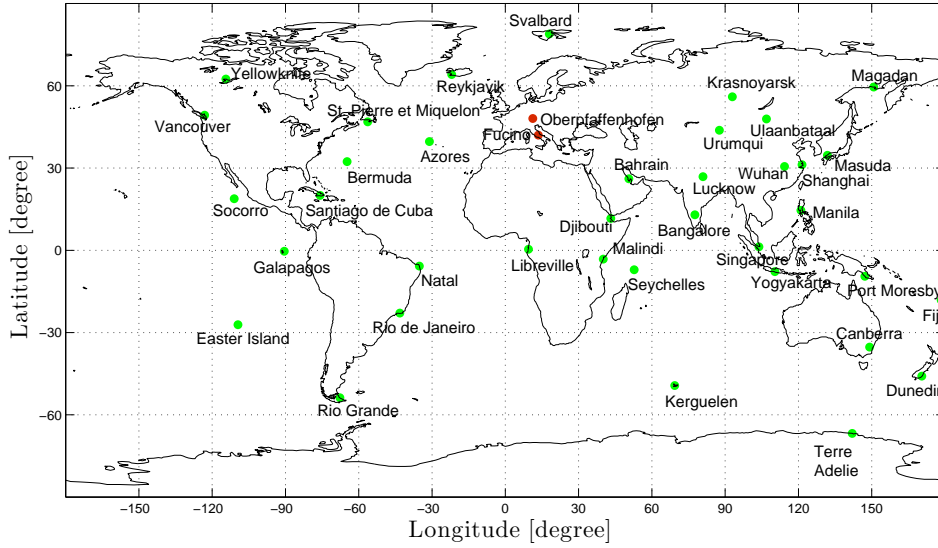 Svalbard
Yellowknife
Reykjavik
Krasnoyarsk
Magadan
St. Pierre et Miquelon
Vancouver
Oberpfaffenhofen
Fucino
Ulaanbataal
Urumqui
Azores
Bermuda
Bahrain
Wuhan
Masuda
Shanghai
Lucknow
Socorro
Santiago de Cuba
Djibouti
Bangalore
Manila
Malindi
Singapore
Galapagos
Libreville
Natal
Seychelles
Yogyakarta
Port Moresby
Fij
Easter Island
Rio de Janeiro
Canberra
Rio Grande
Kerguelen
Dunedin
Terre
Adelie
60
30
0
−30
−60
Latitude [degree]
−150
−120
−90
−60
−30
0
30
60
90
120
150
180
Longitude [degree]